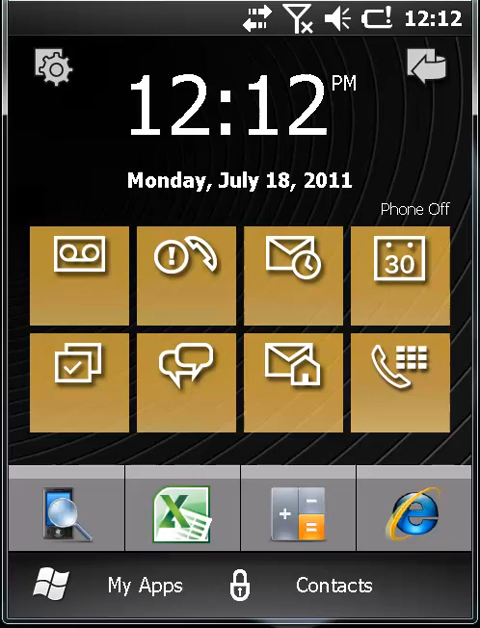 12:12
12:12 PM
Monday, July 18, 2011
Phone Off
30
My Apps
Contacts